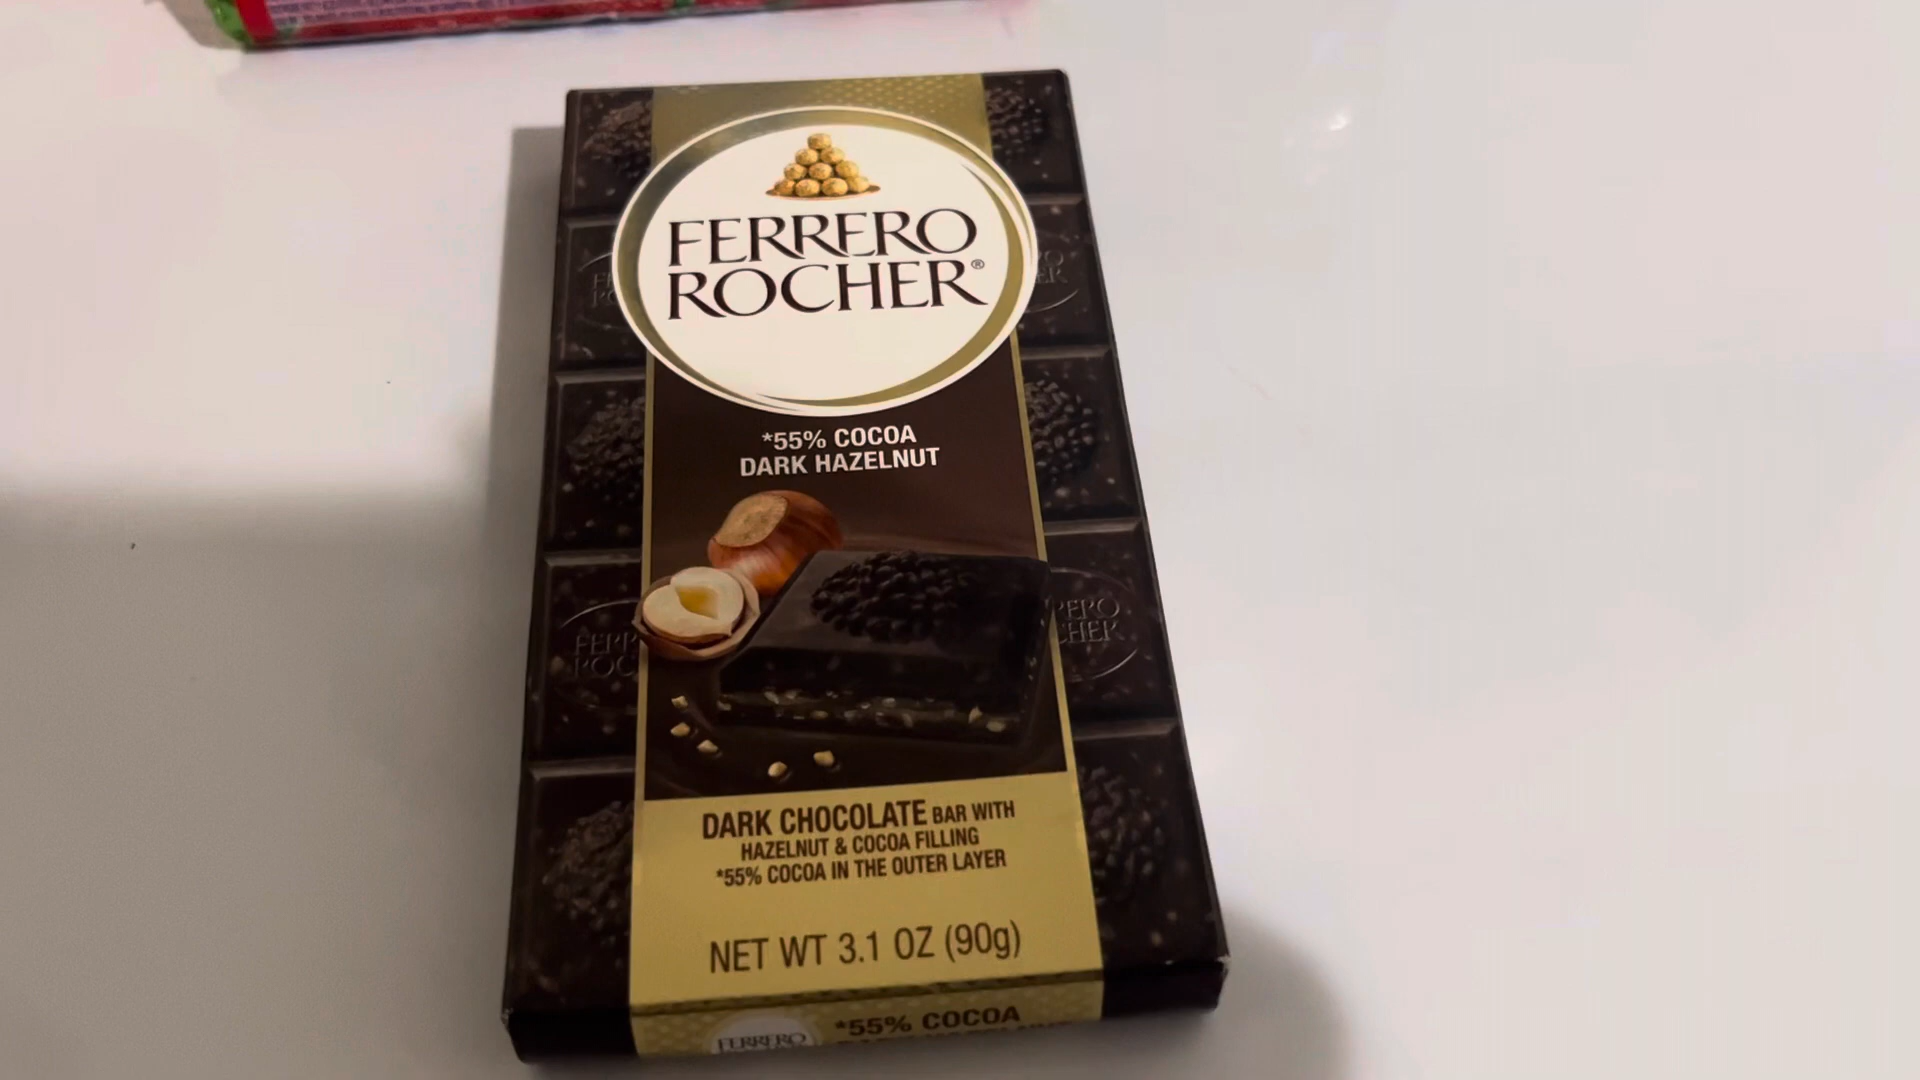 FERRERO
ROCHER®
*55% COCOA
DARK HAZELNUT
DARK CHOCOLATE BAR WITH
HAZELNUT & COCOA FILLING
*55% COCOA IN THE OUTER LAYER
NET WT 3.1 OZ (90g)
*55% COCOA
FERRERO